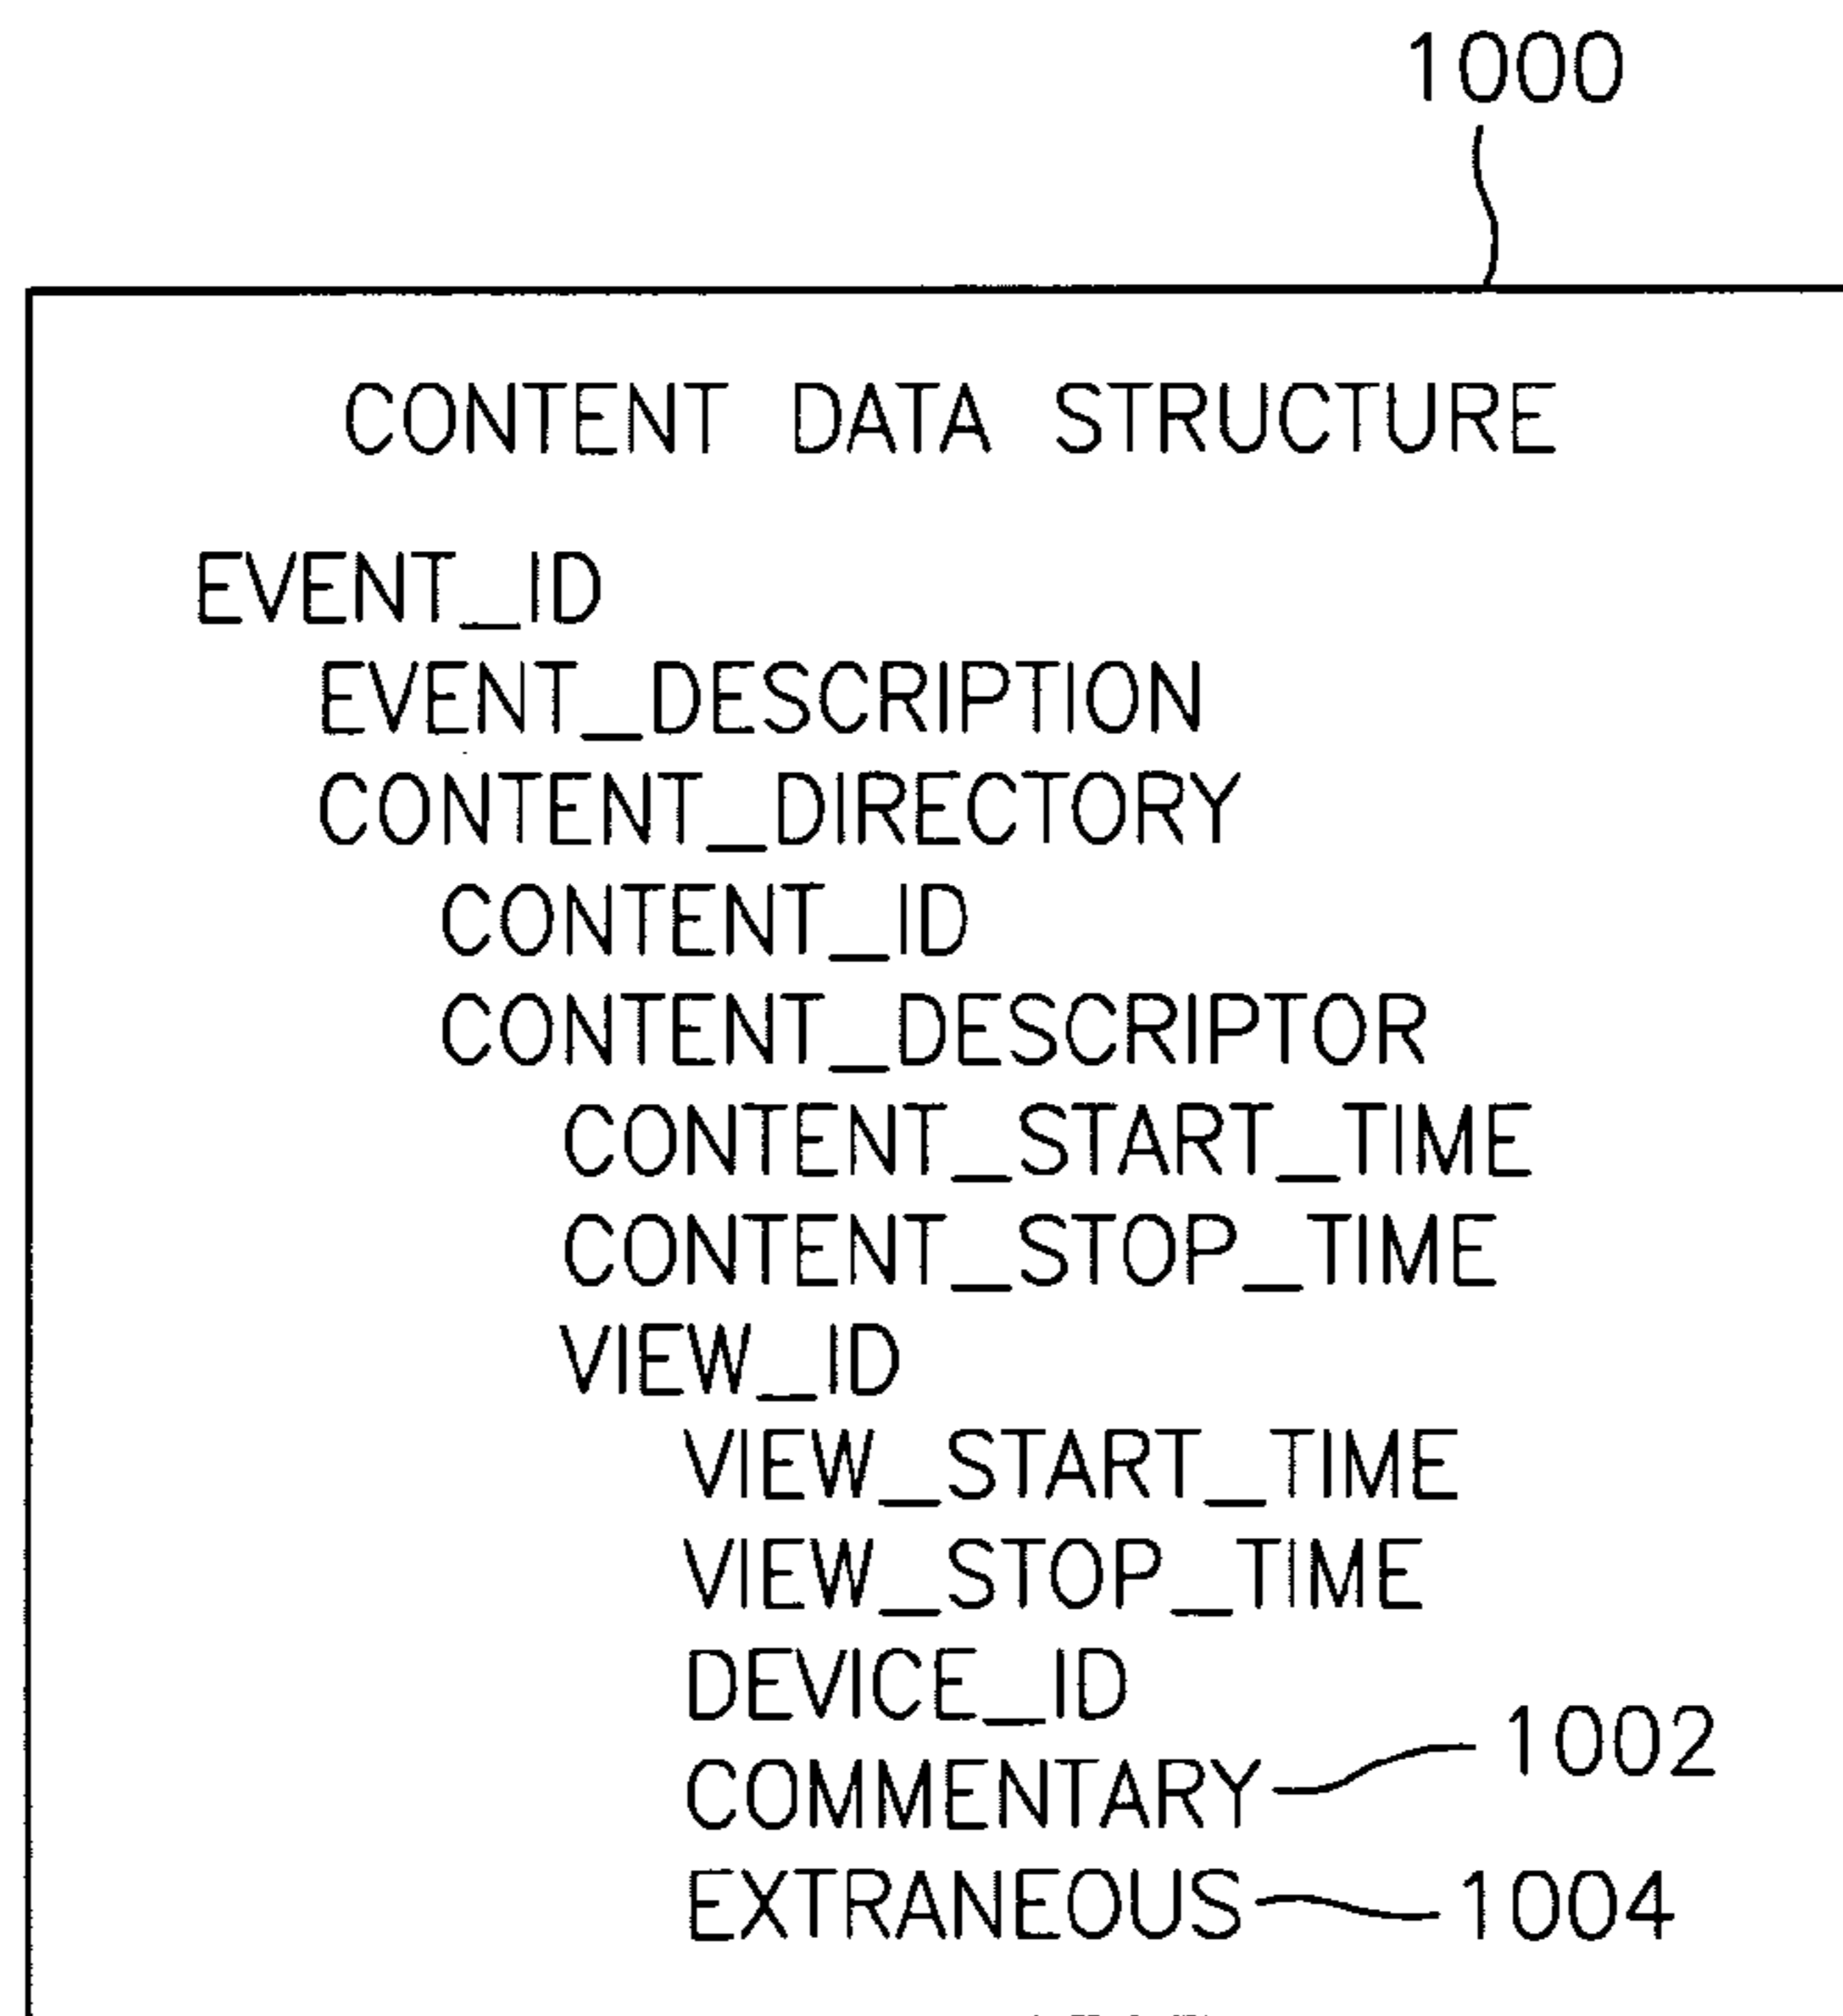 1000
CONTENT DATA STRUCTURE
EVENT_ID
EVENT_DESCRIPTION
CONTENT_DIRECTORY
CONTENT_ID
CONTENT_DESCRIPTOR
CONTENT_START_TIME
CONTENT_STOP_TIME
VIEW_ID
VIEW_START_TIME
VIEW_STOP_TIME
DEVICE_ID
COMMENTARY 1002
EXTRANEOUS 1004